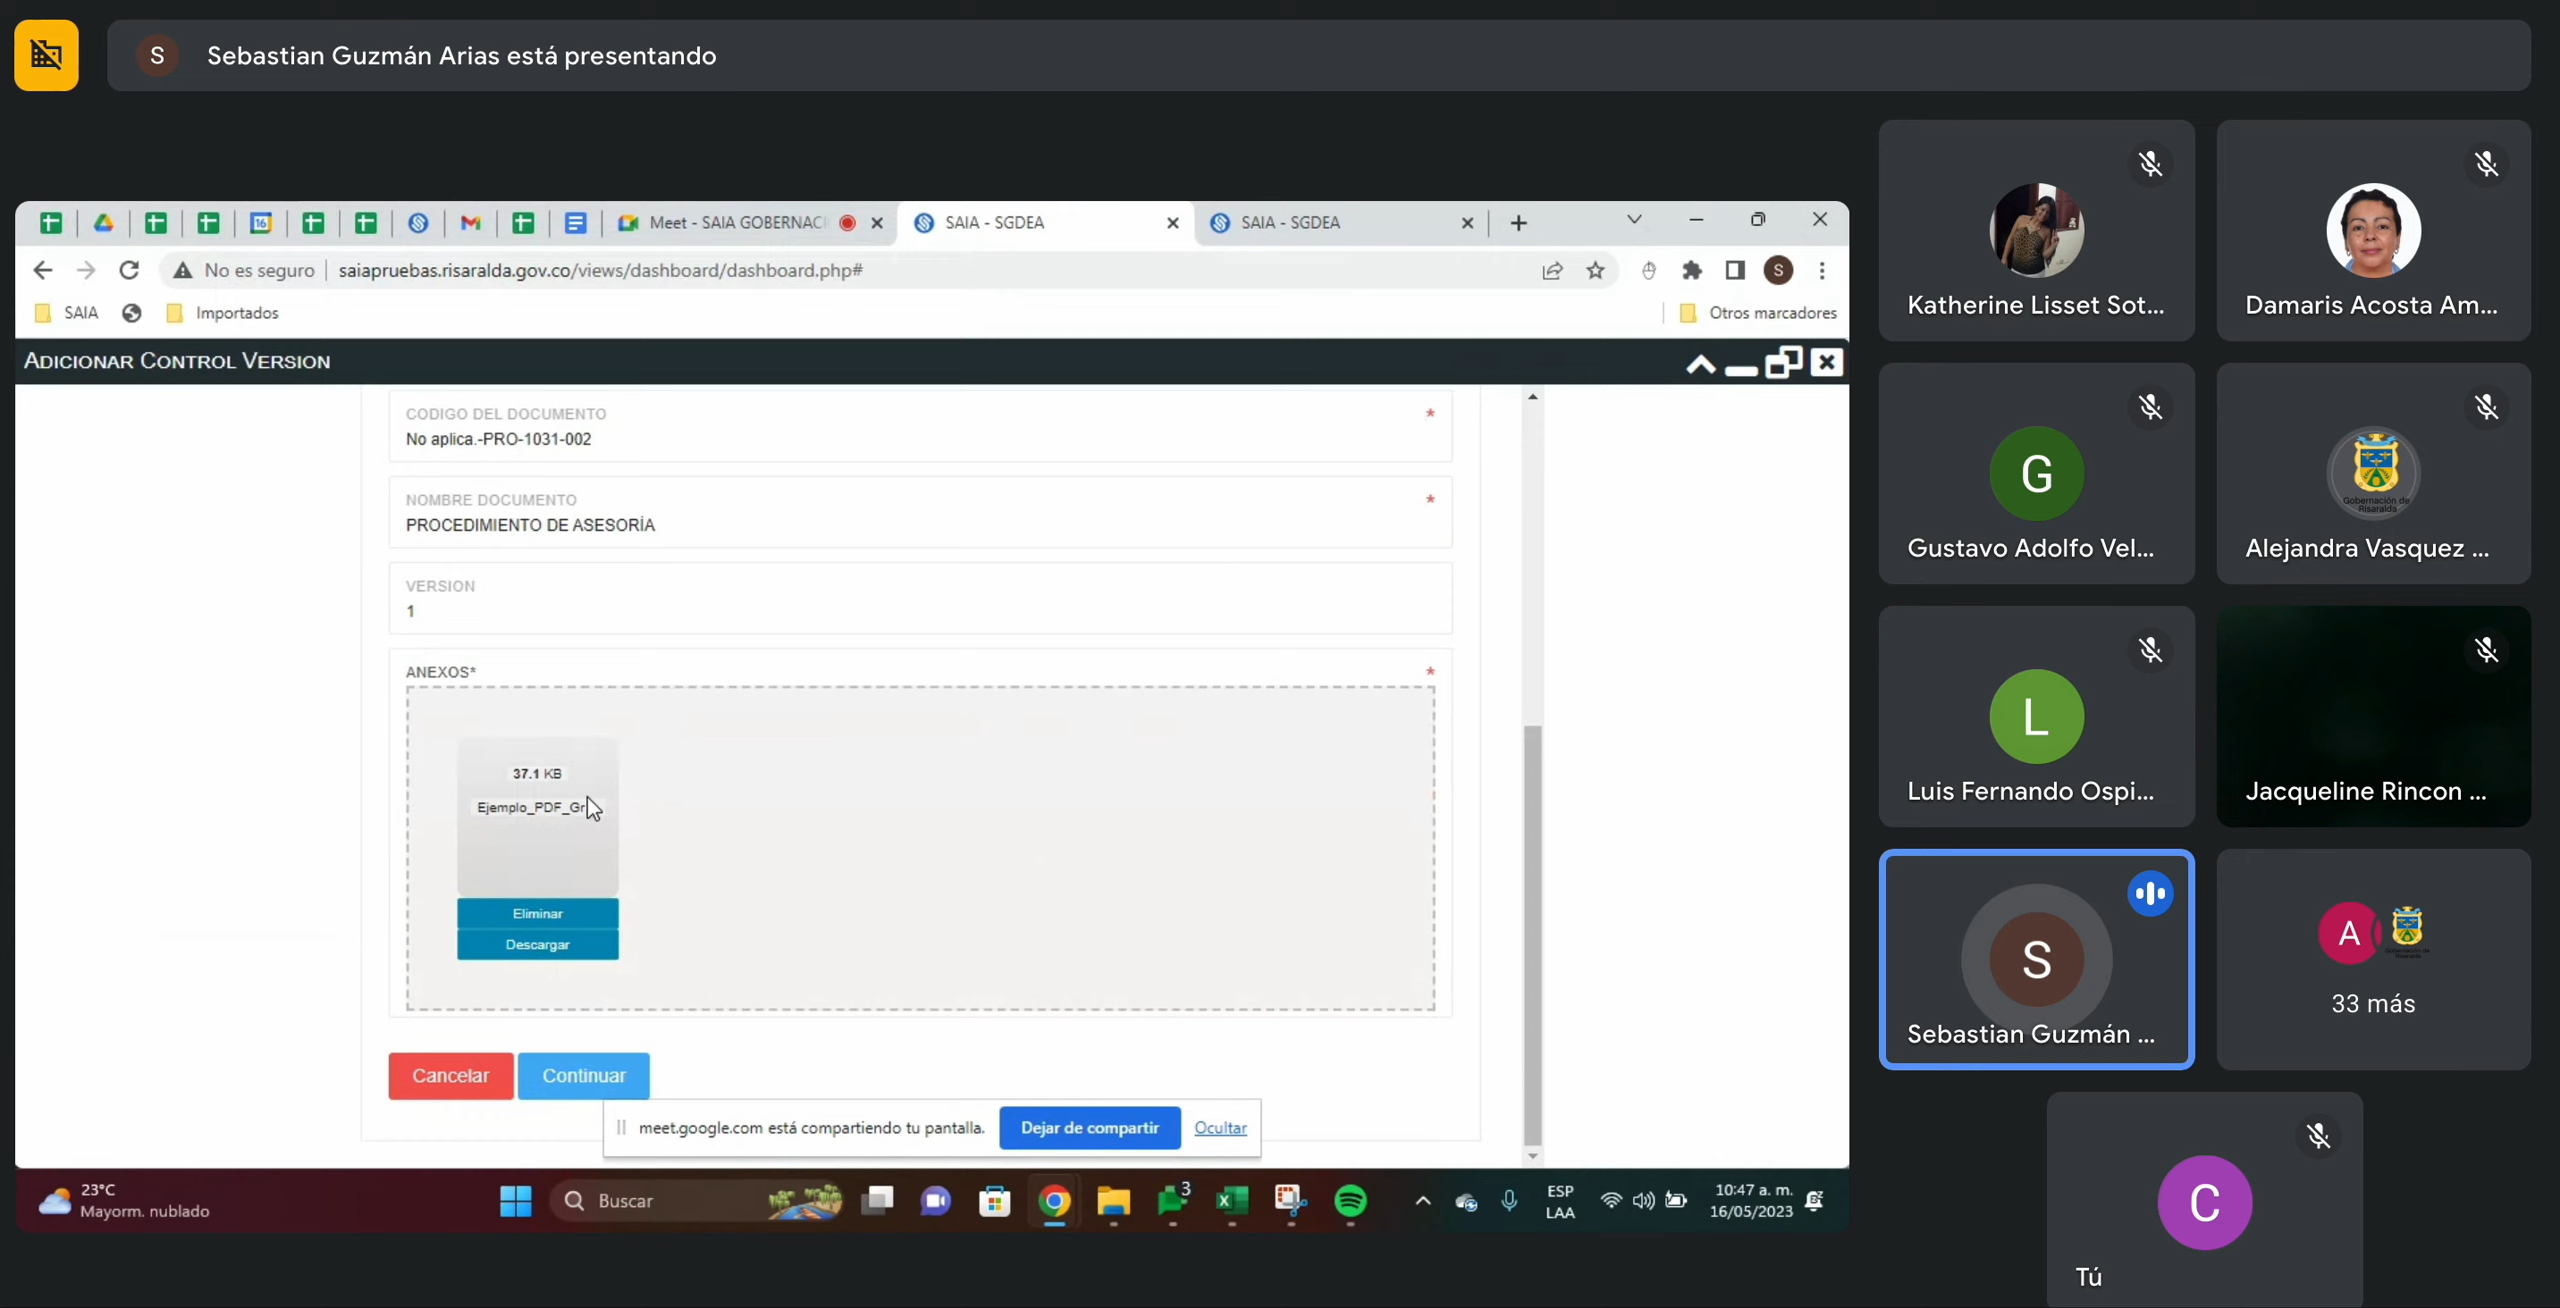 S Sebastian Guzmán Arias está presentando
Meet - SAIA GOBERNAC
SAIA - SGDEA
SAIA - SGDEA
No es seguro | saiapruebas.risaralda.gov.co/views/dashboard/dashboard.php#
S
SAIA
Importados
Otros marcadores
ADICIONAR CONTROL VERSION
CODIGO DEL DOCUMENTO *
No aplica.-PRO-1031-002
NOMBRE DOCUMENTO *
PROCEDIMIENTO DE ASESORÍA
VERSION
1
ANEXOS* *
37.1 KB
Ejemplo_PDF_Gr
Eliminar
Descargar
Cancelar
Continuar
meet.google.com está compartiendo tu pantalla.
Dejar de compartir
Ocultar
23°C
Mayorm. nublado
Buscar
3
ESP
LAA
10:47 a. m.
16/05/2023
Katherine Lisset Sot...
Damaris Acosta Am...
G
Gustavo Adolfo Vel...
Gobernación de
Risaralda
Alejandra Vasquez ...
L
Luis Fernando Ospi...
Jacqueline Rincon ...
S
Sebastian Guzmán ...
A
33 más
C
Tú